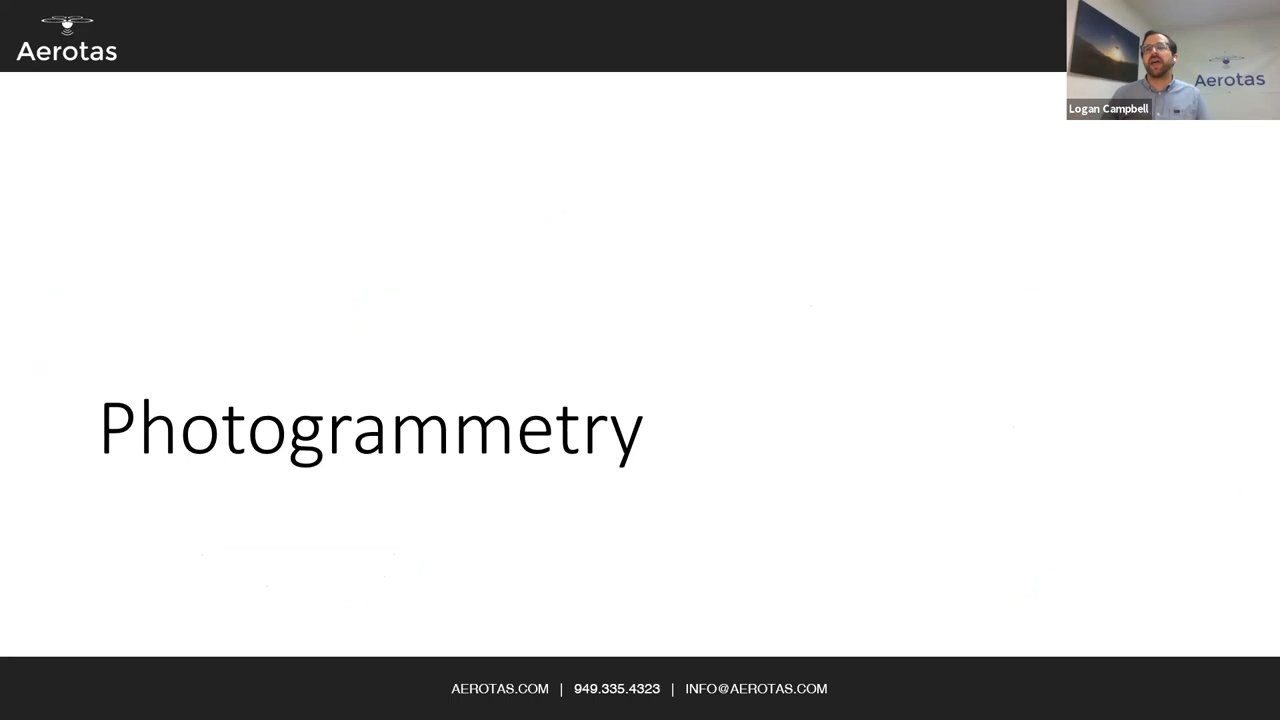 Aerotas
Aerotas
Logan Campbell
Photogrammetry
AEROTAS.COM | 949.335.4323 | INFO@AEROTAS.COM